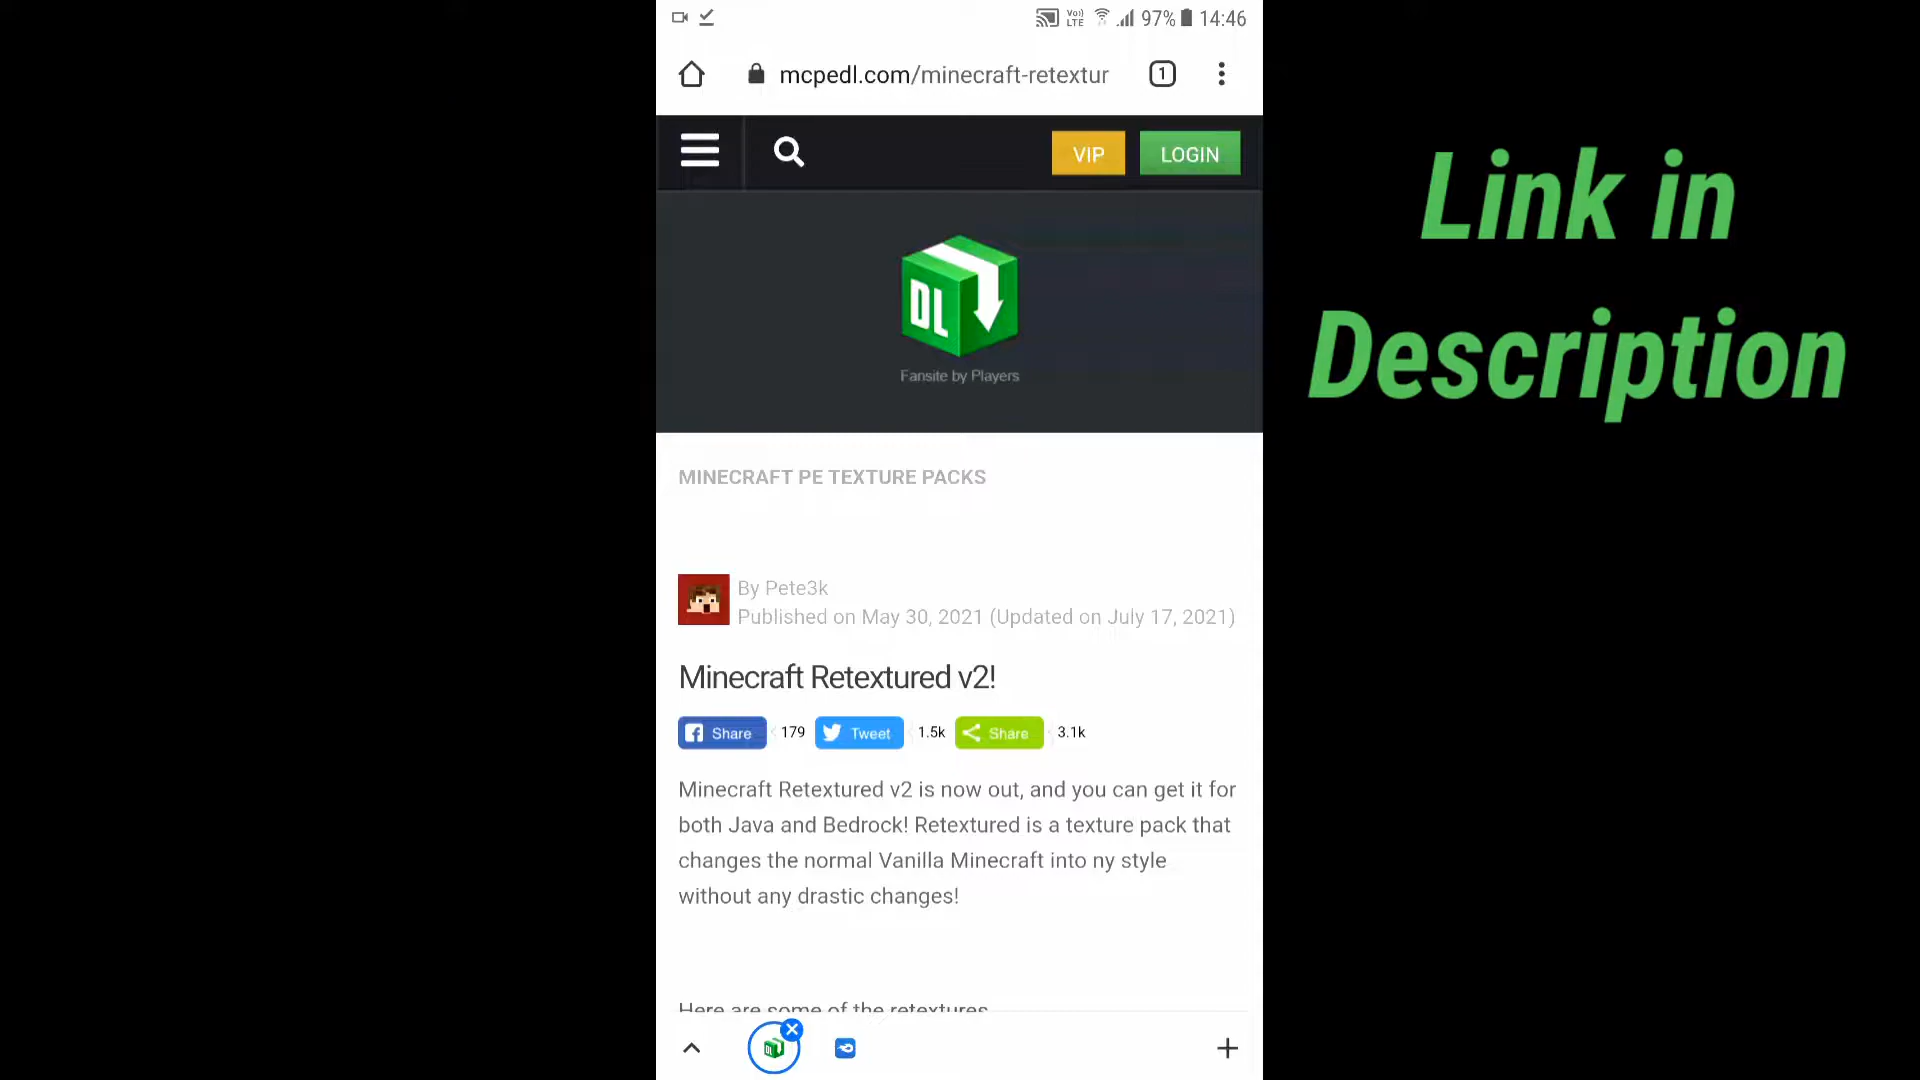 Vo)) LTE 97% 14:46
mcpedl.com/minecraft-retextur 1
VIP LOGIN
DL
Fansite by Players
Link in
Description
MINECRAFT PE TEXTURE PACKS
By Pete3k
Published on May 30, 2021 (Updated on July 17, 2021)
Minecraft Retextured v2!
Share 179 Tweet 1.5k Share 3.1k
Minecraft Retextured v2 is now out, and you can get it for
both Java and Bedrock! Retextured is a texture pack that
changes the normal Vanilla Minecraft into ny style
without any drastic changes!
Here are some of the retextures
DL